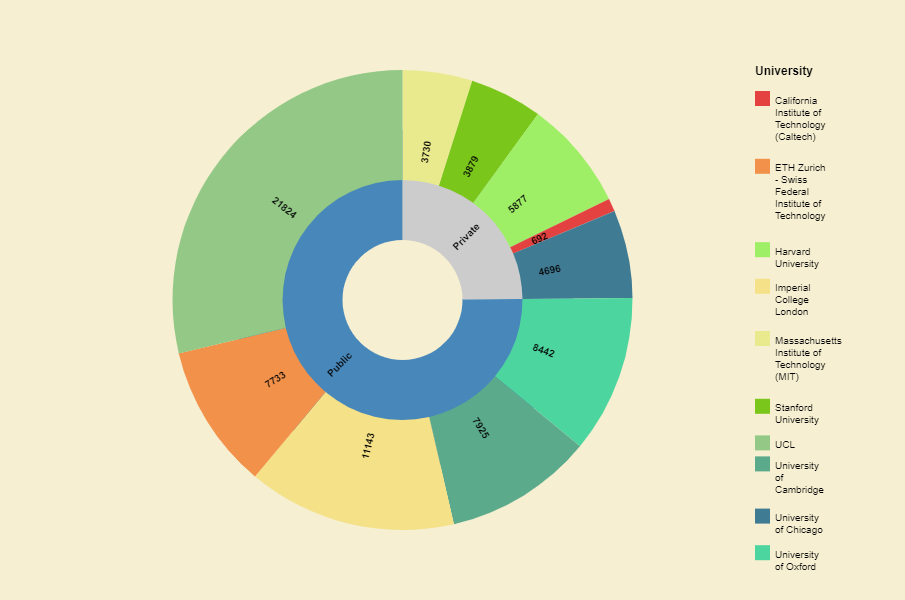 University
California
Institute of
Technology
(Caltech)
ETH Zurich
- Swiss
Federal
Institute of
Technology
Harvard
University
Imperial
College
London
Massachusetts
Institute of
Technology
(MIT)
Stanford
University
UCL
University
of
Cambridge
University
of Chicago
University
of Oxford
3730
3879
5877
692
4696
8442
7925
11143
7733
21824
Private
Public